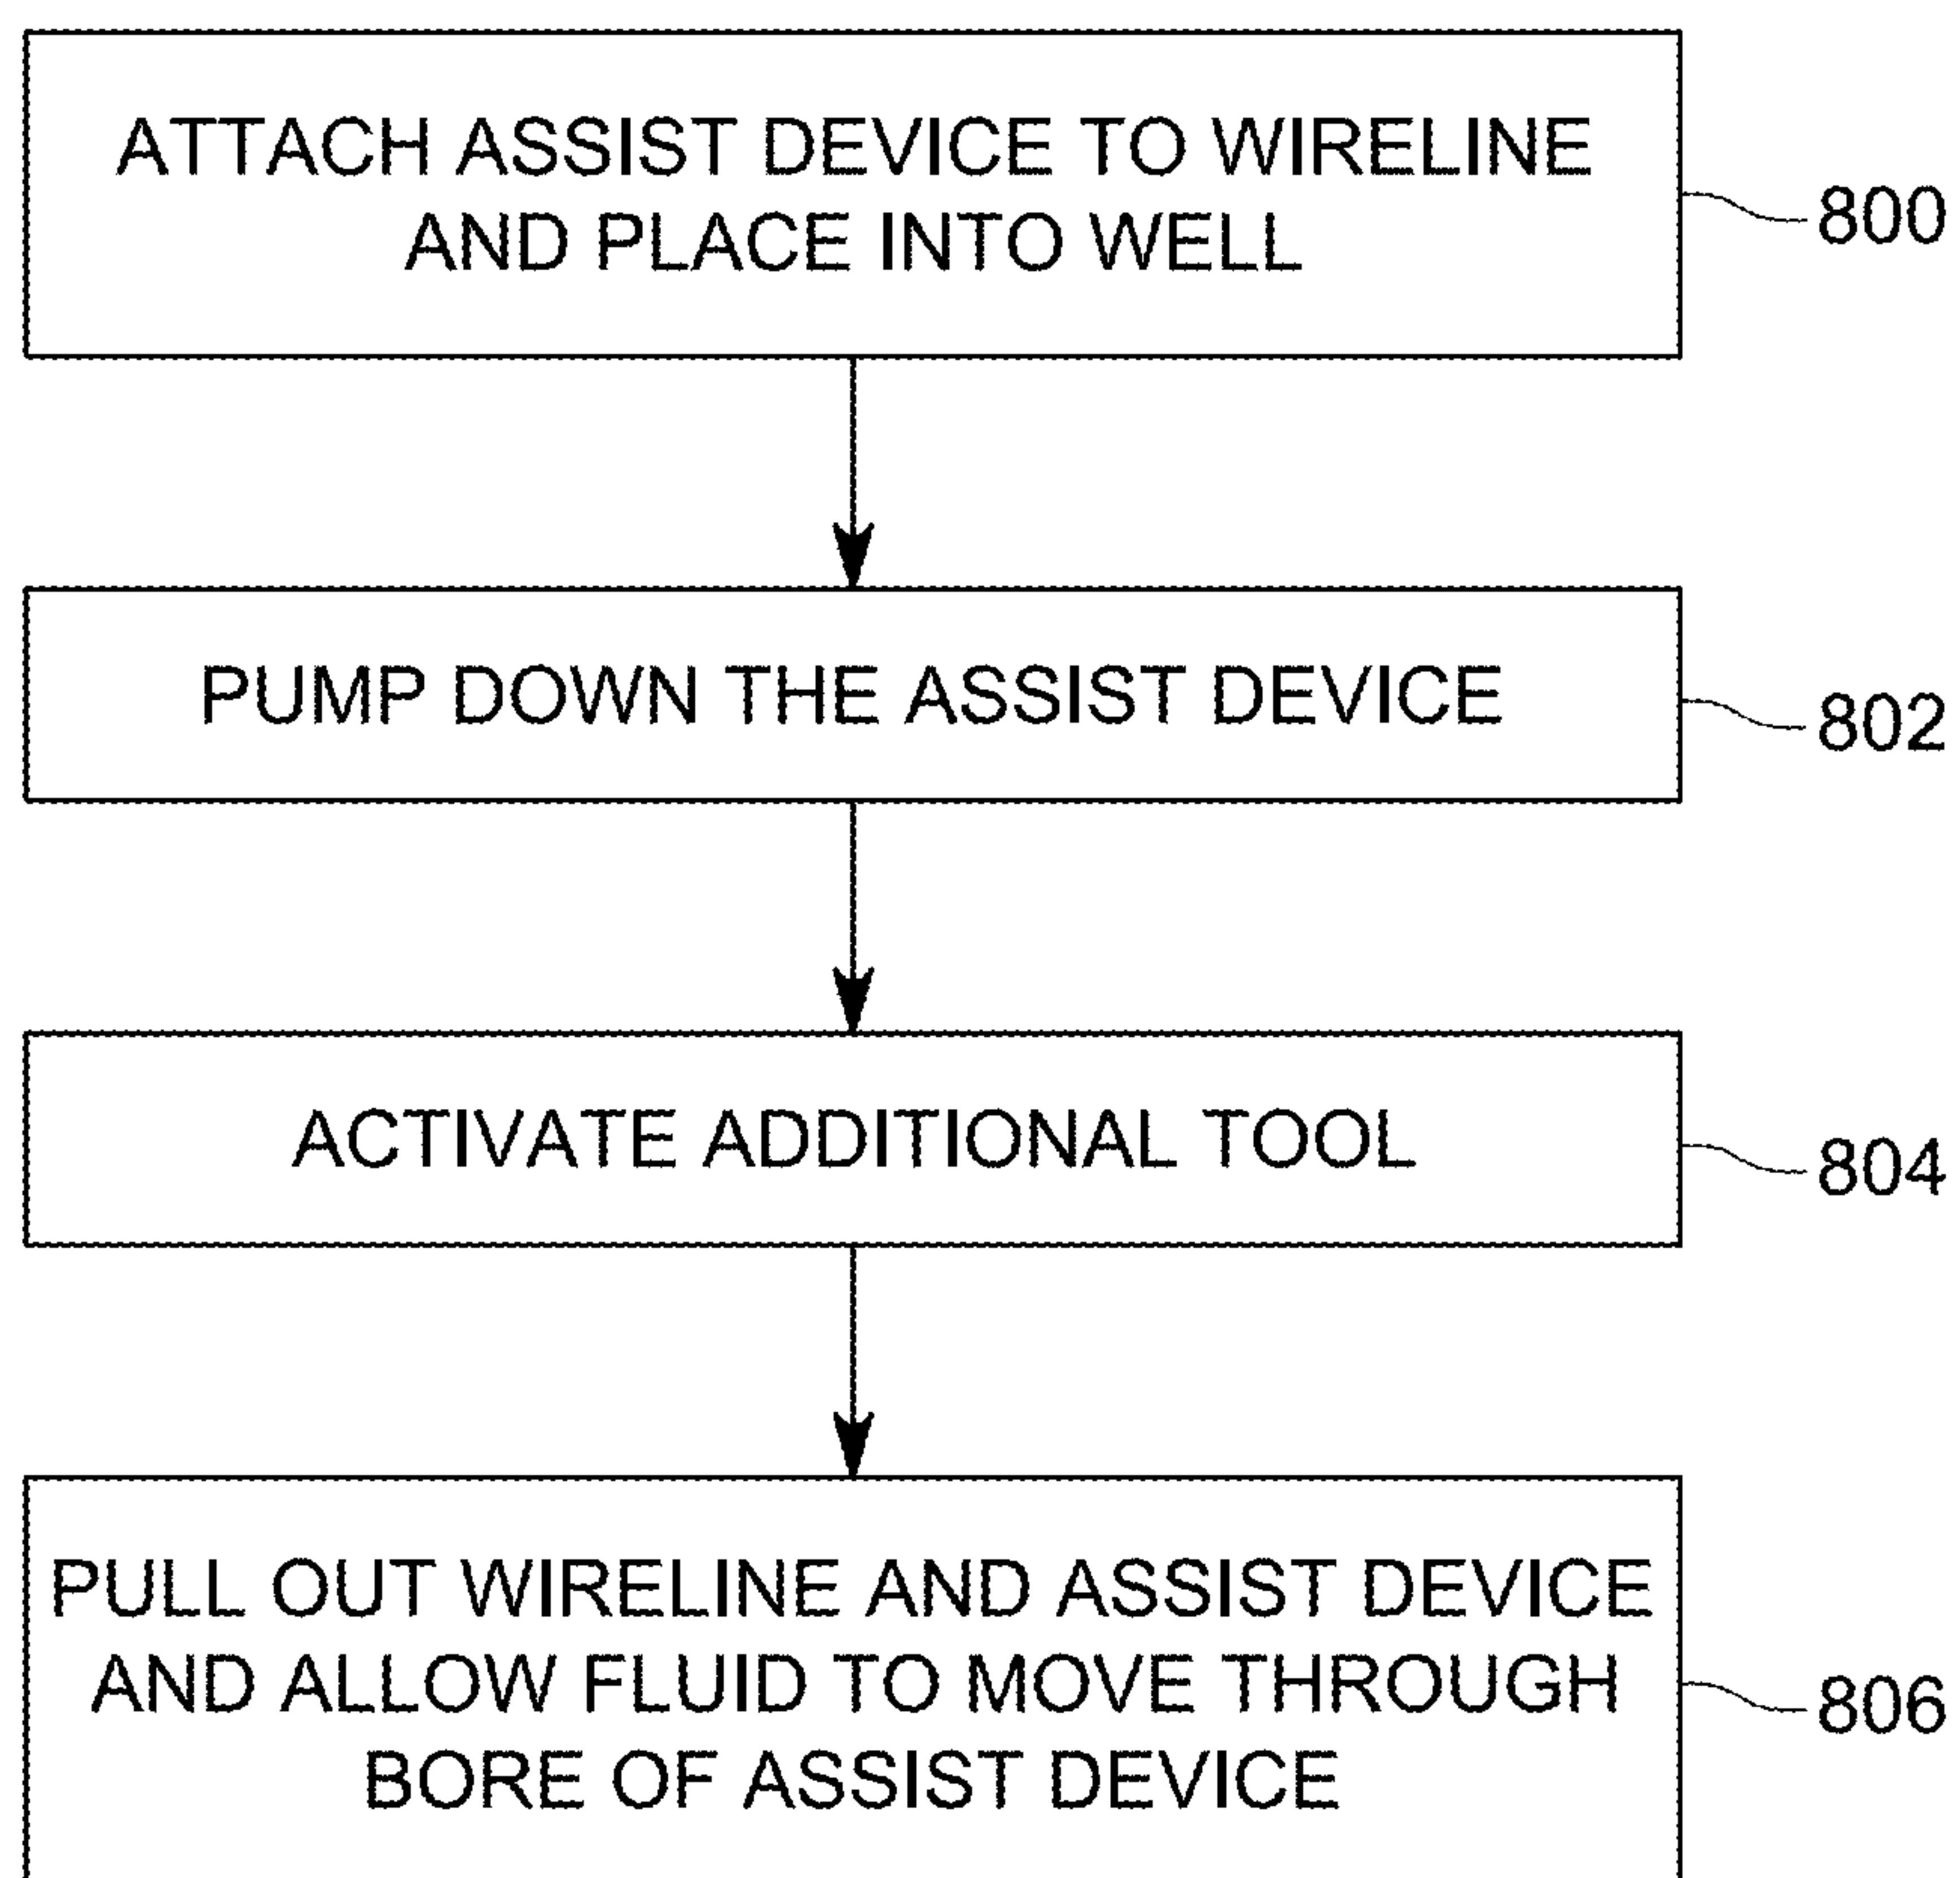 ATTACH ASSIST DEVICE TO WIRELINE
AND PLACE INTO WELL
800
PUMP DOWN THE ASSIST DEVICE
802
ACTIVATE ADDITIONAL TOOL
804
PULL OUT WIRELINE AND ASSIST DEVICE
AND ALLOW FLUID TO MOVE THROUGH
BORE OF ASSIST DEVICE
806